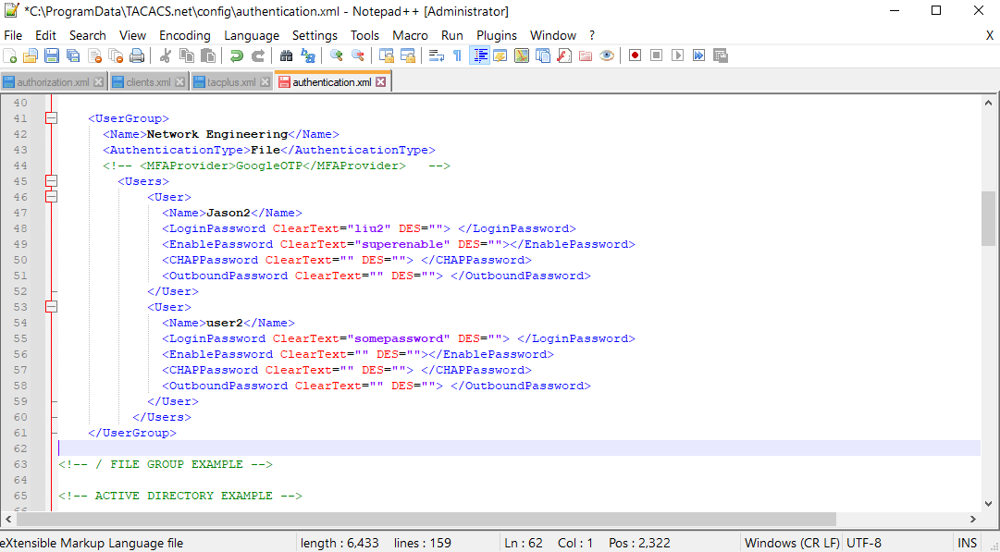 *C:\ProgramData\TACACS.net\config\authentication.xml - Notepad++ [Administrator]
File Edit Search View Encoding Language Settings Tools Macro Run Plugins Window ? X
authorization.xml clients.xml tacplus.xml authentication.xml
40
41 <UserGroup>
42 <Name>Network Engineering</Name>
43 <AuthenticationType>File</AuthenticationType>
44 <!-- <MFAProvider>GoogleOTP</MFAProvider> -->
45 <Users>
46 <User>
47 <Name>Jason2</Name>
48 <LoginPassword ClearText="liu2" DES=""> </LoginPassword>
49 <EnablePassword ClearText="superenable" DES=""></EnablePassword>
50 <CHAPPassword ClearText="" DES=""> </CHAPPassword>
51 <OutboundPassword ClearText="" DES=""> </OutboundPassword>
52 </User>
53 <User>
54 <Name>user2</Name>
55 <LoginPassword ClearText="somepassword" DES=""> </LoginPassword>
56 <EnablePassword ClearText="" DES=""></EnablePassword>
57 <CHAPPassword ClearText="" DES=""> </CHAPPassword>
58 <OutboundPassword ClearText="" DES=""> </OutboundPassword>
59 </User>
60 </Users>
61 </UserGroup>
62
63 <!-- / FILE GROUP EXAMPLE -->
64
65 <!-- ACTIVE DIRECTORY EXAMPLE -->
66
eXtensible Markup Language file length : 6,433 lines : 159 Ln : 62 Col : 1 Pos : 2,322 Windows (CR LF) UTF-8 INS